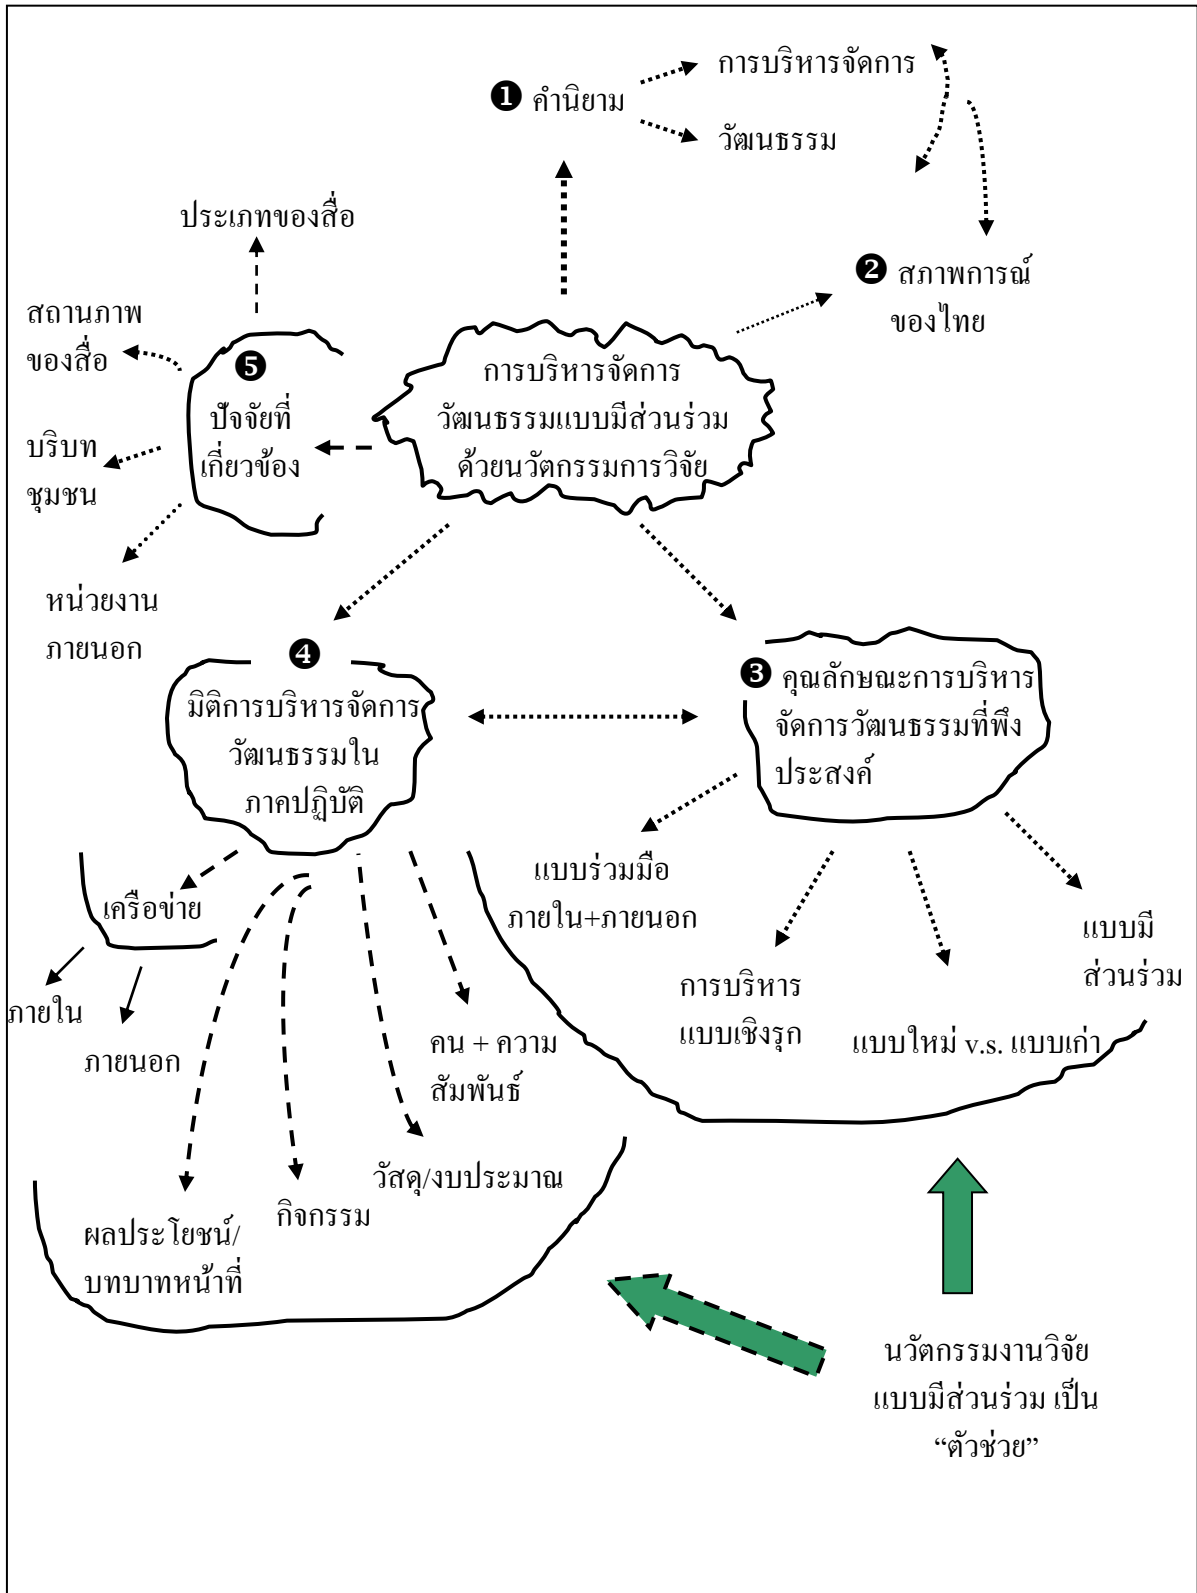 ❶ คำนิยาม
การบริหารจัดการ
วัฒนธรรม
❷ สภาพการณ์
ของไทย
ประเภทของสื่อ
สถานภาพ
ของสื่อ
บริบท
ชุมชน
หน่วยงาน
ภายนอก
❺
ปัจจัยที่
เกี่ยวข้อง
การบริหารจัดการ
วัฒนธรรมแบบมีส่วนร่วม
ด้วยนวัตกรรมการวิจัย
❹
มิติการบริหารจัดการ
วัฒนธรรมใน
ภาคปฏิบัติ
❸ คุณลักษณะการบริหาร
จัดการวัฒนธรรมที่พึง
ประสงค์
แบบร่วมมือ
ภายใน+ภายนอก
การบริหาร
แบบเชิงรุก
แบบใหม่ v.s. แบบเก่า
แบบมี
ส่วนร่วม
เครือข่าย
ภายใน
ภายนอก
คน + ความ
สัมพันธ์
วัสดุ/งบประมาณ
กิจกรรม
ผลประโยชน์/
บทบาทหน้าที่
นวัตกรรมงานวิจัย
แบบมีส่วนร่วม เป็น
“ตัวช่วย”